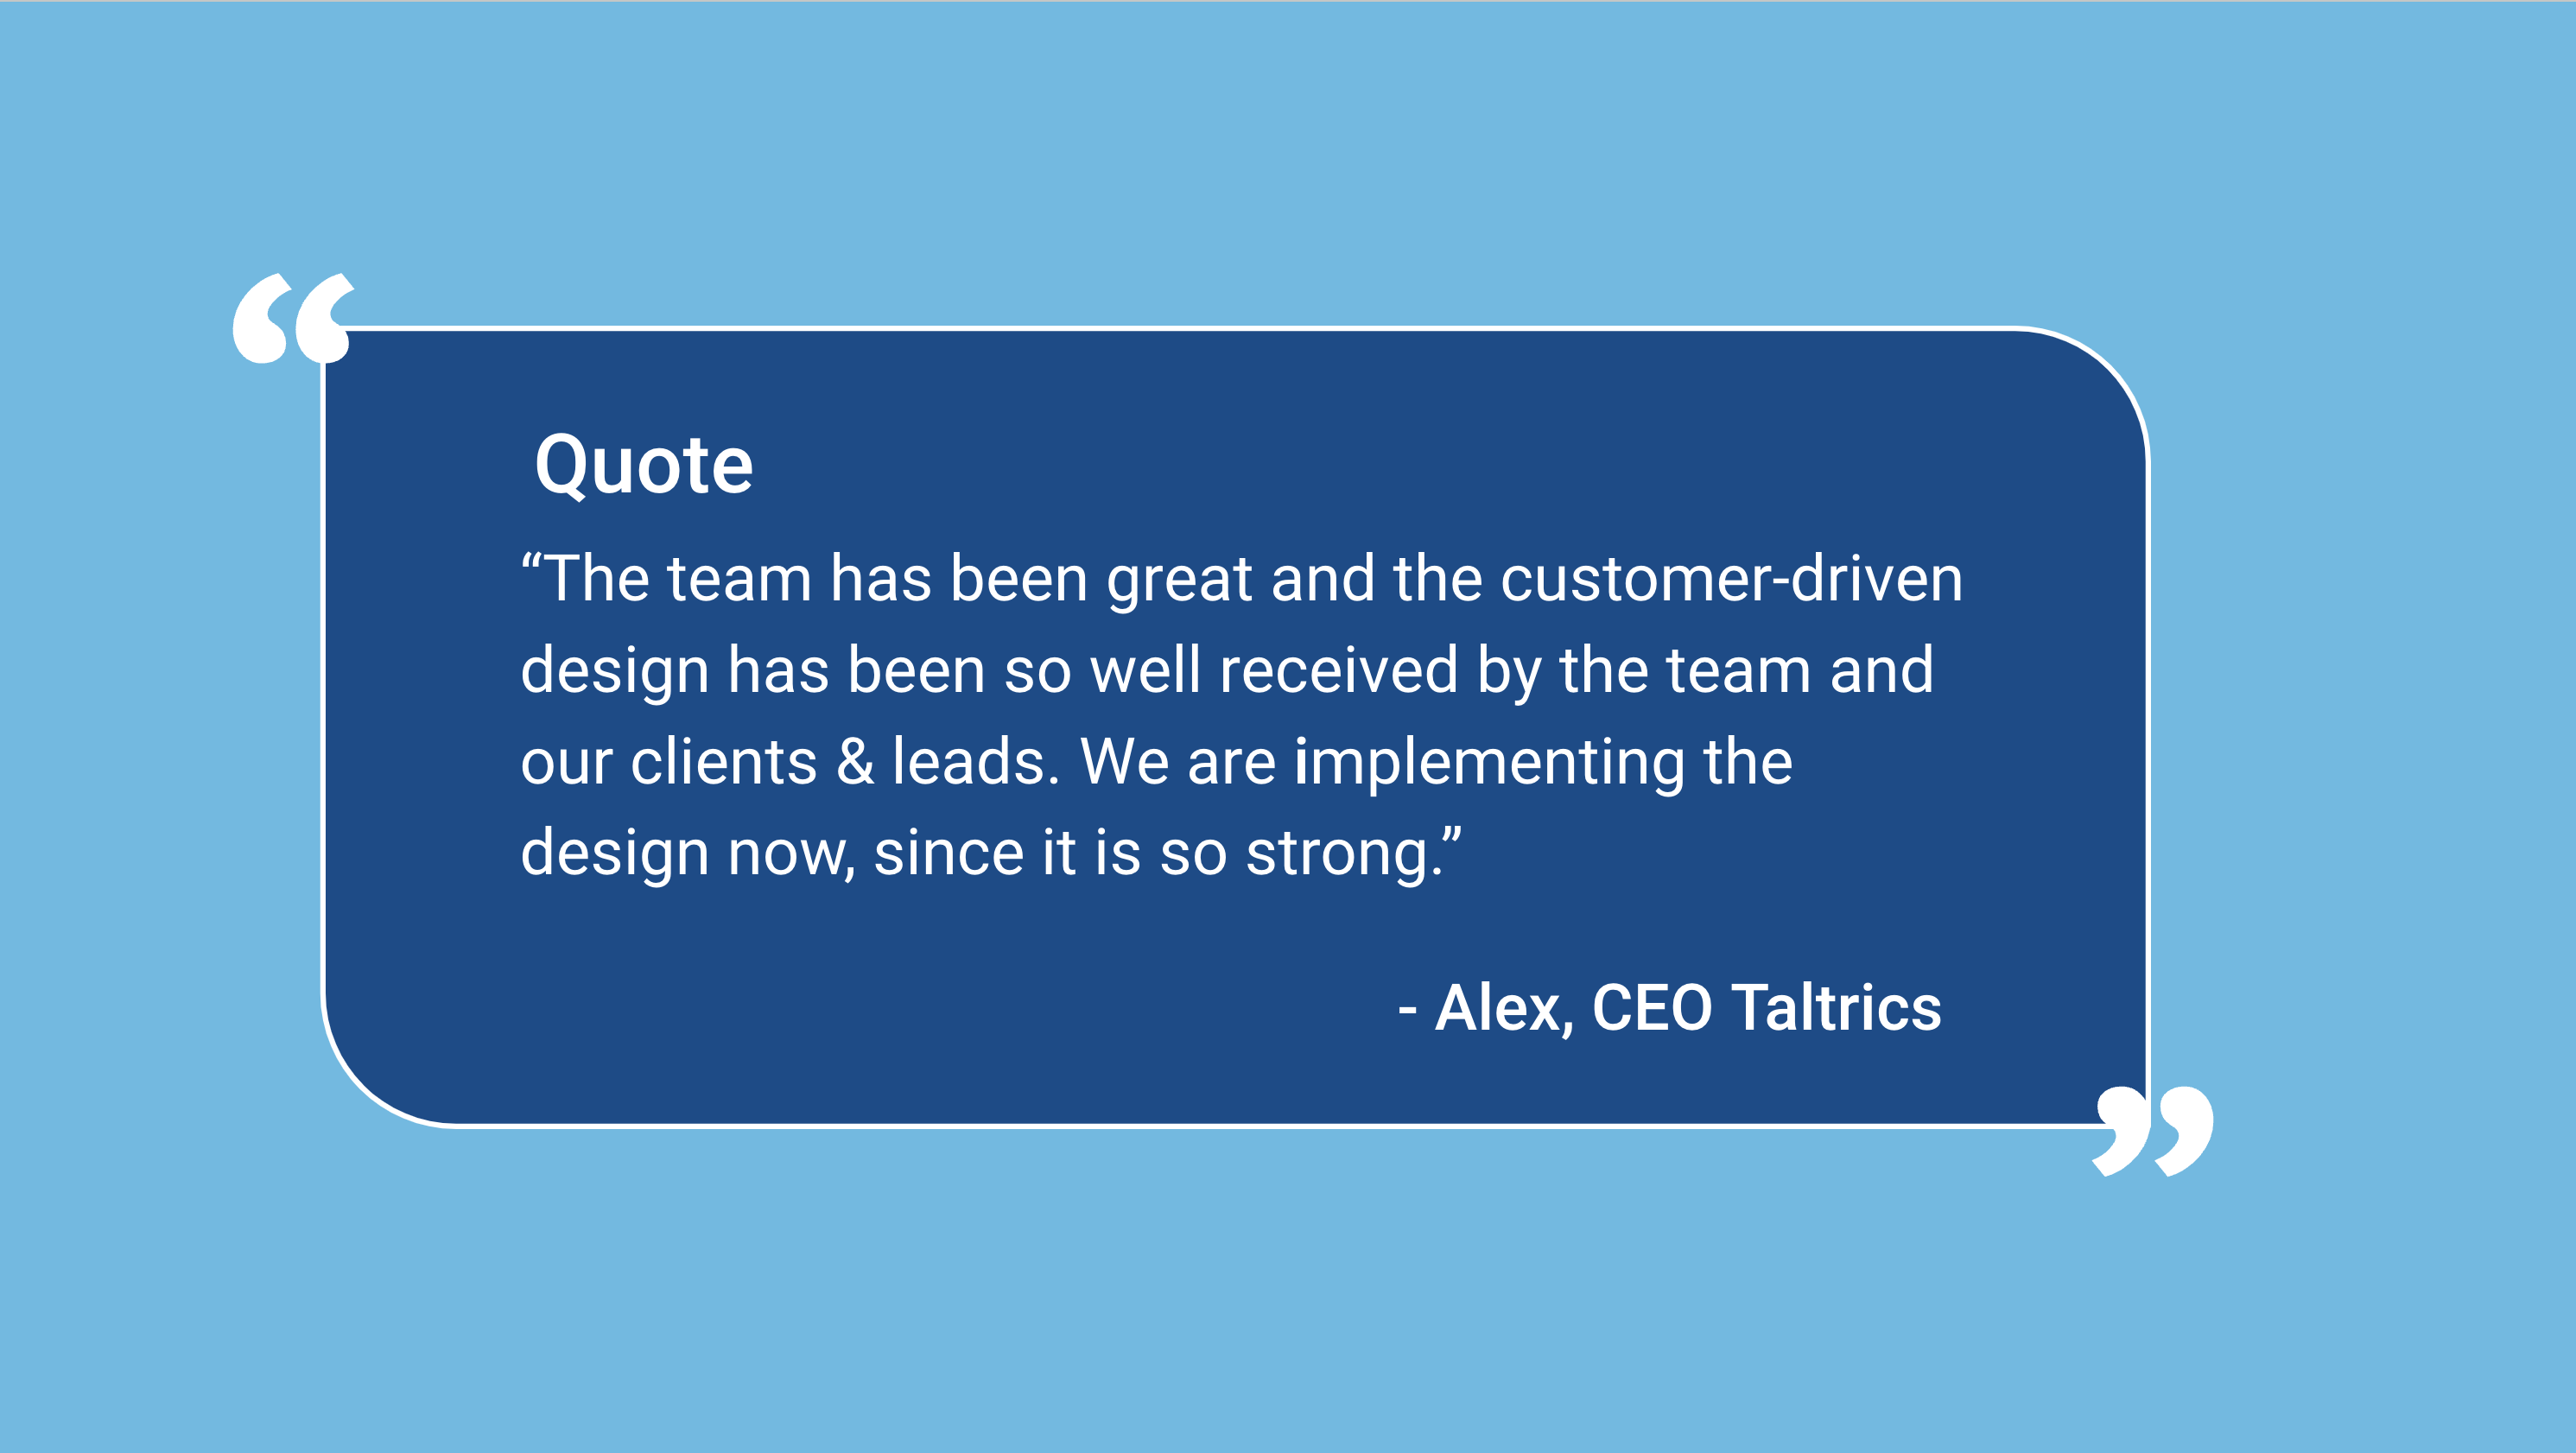 “
Quote
“The team has been great and the customer-driven
design has been so well received by the team and
our clients & leads. We are implementing the
design now, since it is so strong.”
- Alex, CEO Taltrics
”